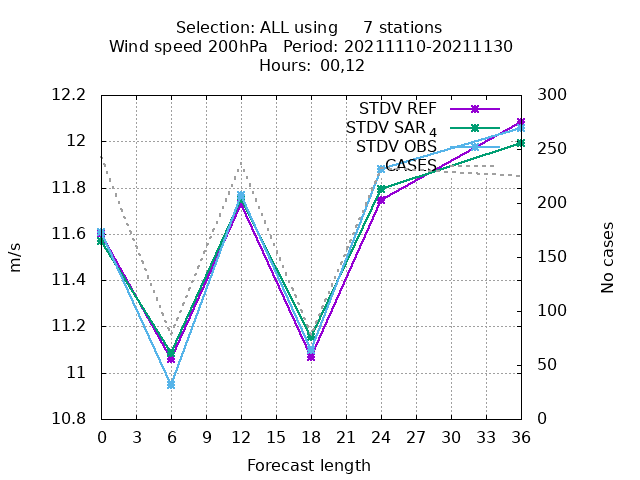 Selection: ALL using 7 stations
Wind speed 200hPa Period: 20211110-20211130
Hours: 00,12
STDV REF
STDV SAR4
STDV OBS
CASES
12.2
12
11.8
11.6
11.4
11.2
11
10.8
m/s
300
250
200
150
100
50
0
No cases
0 3 6 9 12 15 18 21 24 27 30 33 36
Forecast length